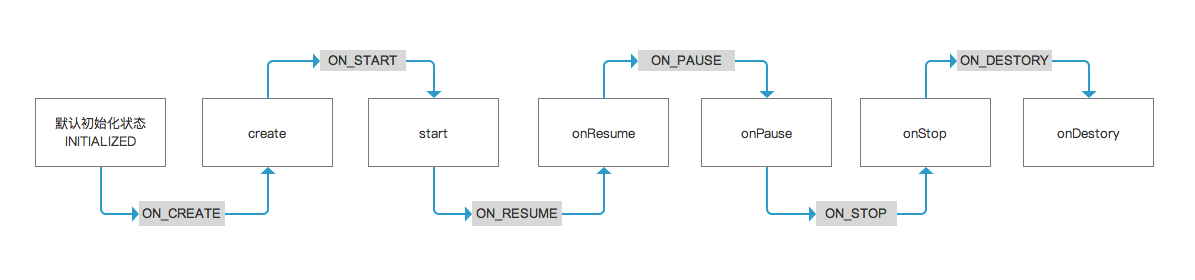 ON_START
ON_PAUSE
ON_DESTORY
默认初始化状态
INITIALIZED
create
start
onResume
onPause
onStop
onDestory
ON_CREATE
ON_RESUME
ON_STOP